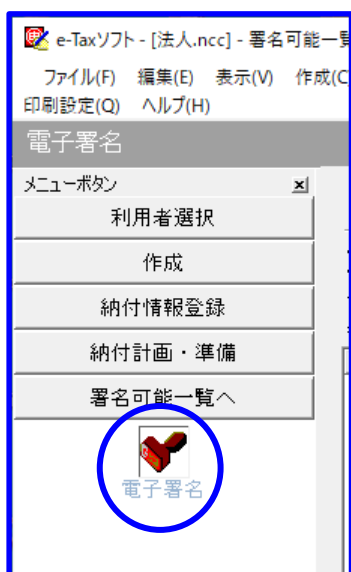 e-Taxソフト - [法人.ncc] - 署名可能一覧
ファイル(F) 編集(E) 表示(V) 作成(C
印刷設定(Q) ヘルプ(H)
電子署名
メニューボタン
利用者選択
作成
納付情報登録
納付計画・準備
署名可能一覧へ
電子署名